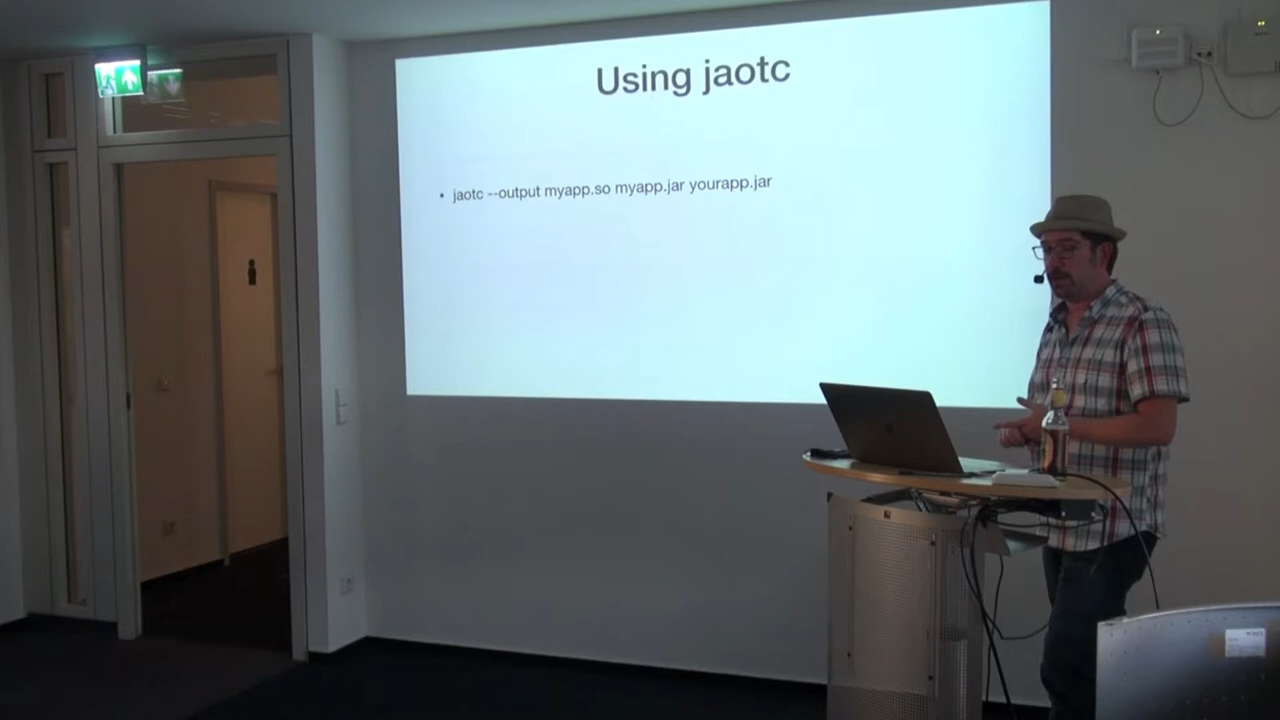 Using jaotc
• jaotc --output myapp.so myapp.jar yourapp.jar